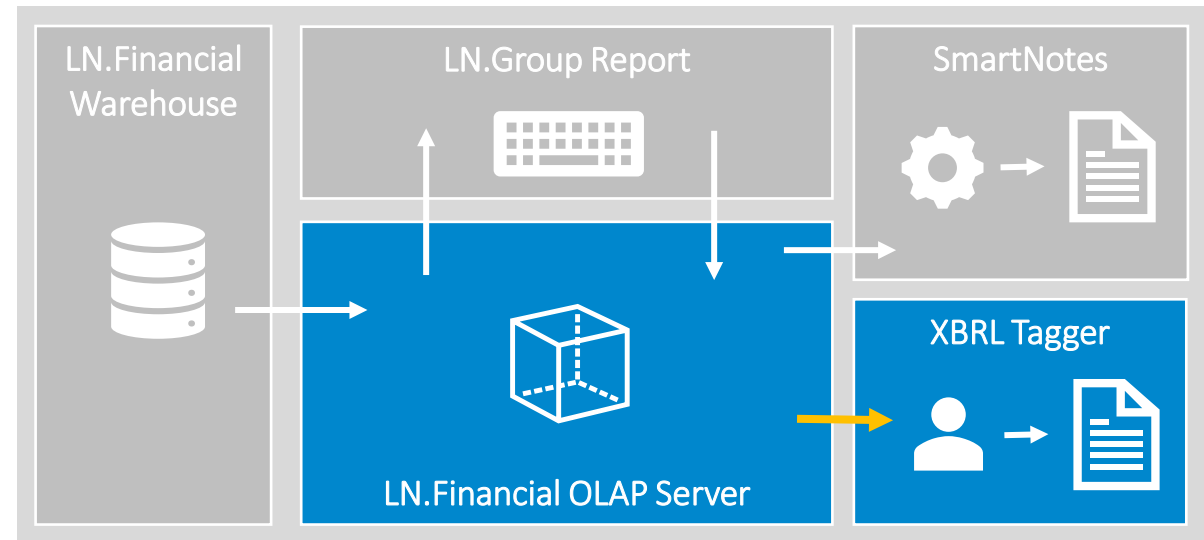 LN.Financial
Warehouse
LN.Group Report
SmartNotes
XBRL Tagger
LN.Financial OLAP Server